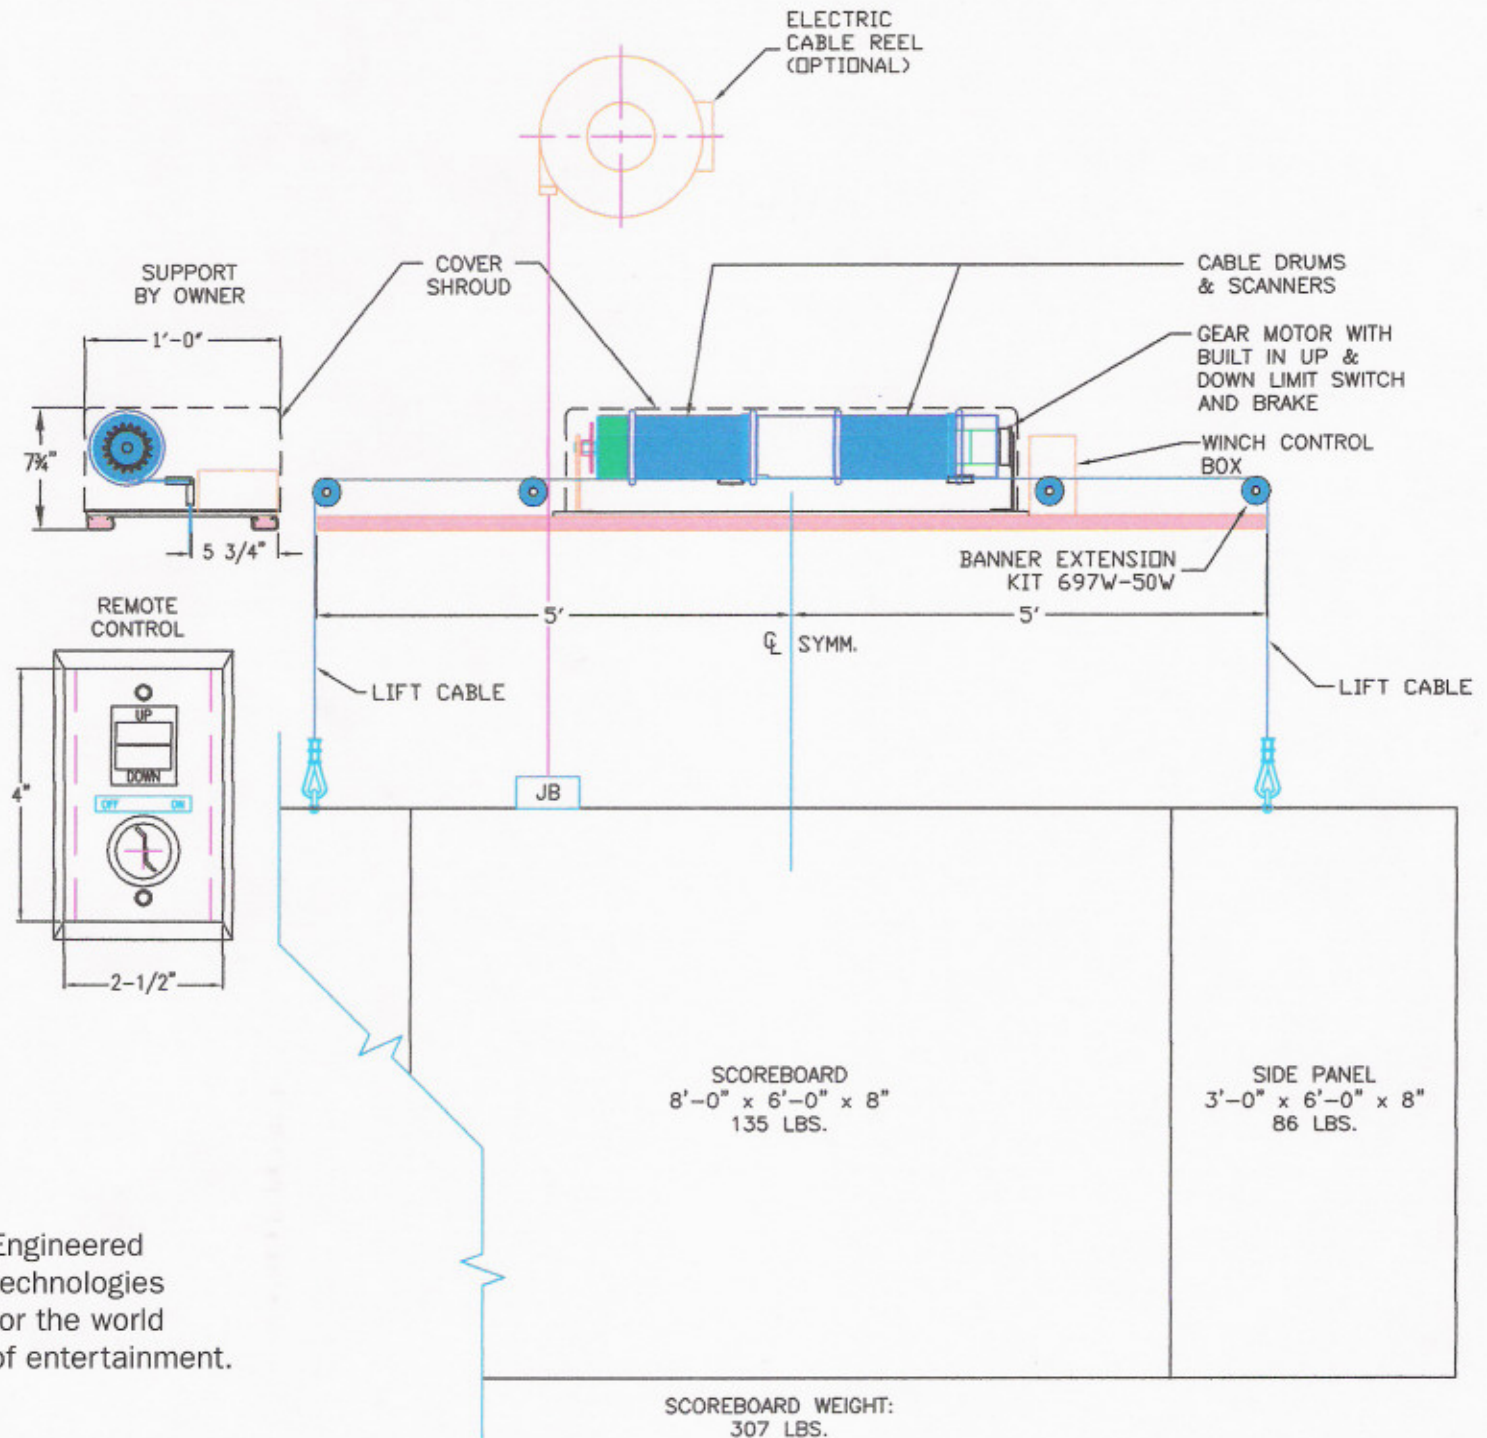 ELECTRIC
CABLE REEL
(OPTIONAL)
SUPPORT
BY OWNER
COVER
SHROUD
CABLE DRUMS
& SCANNERS
1'-0"
GEAR MOTOR WITH
BUILT IN UP &
DOWN LIMIT SWITCH
AND BRAKE
7¾"
WINCH CONTROL
BOX
5 3/4"
BANNER EXTENSION
KIT 697W-50W
REMOTE
CONTROL
5'
5'
℄ SYMM.
LIFT CABLE
LIFT CABLE
UP
DOWN
4"
OFF ON
JB
2-1/2"
SCOREBOARD
8'-0" x 6'-0" x 8"
135 LBS.
SIDE PANEL
3'-0" x 6'-0" x 8"
86 LBS.
Engineered
echnologies
or the world
of entertainment.
SCOREBOARD WEIGHT:
307 LBS.